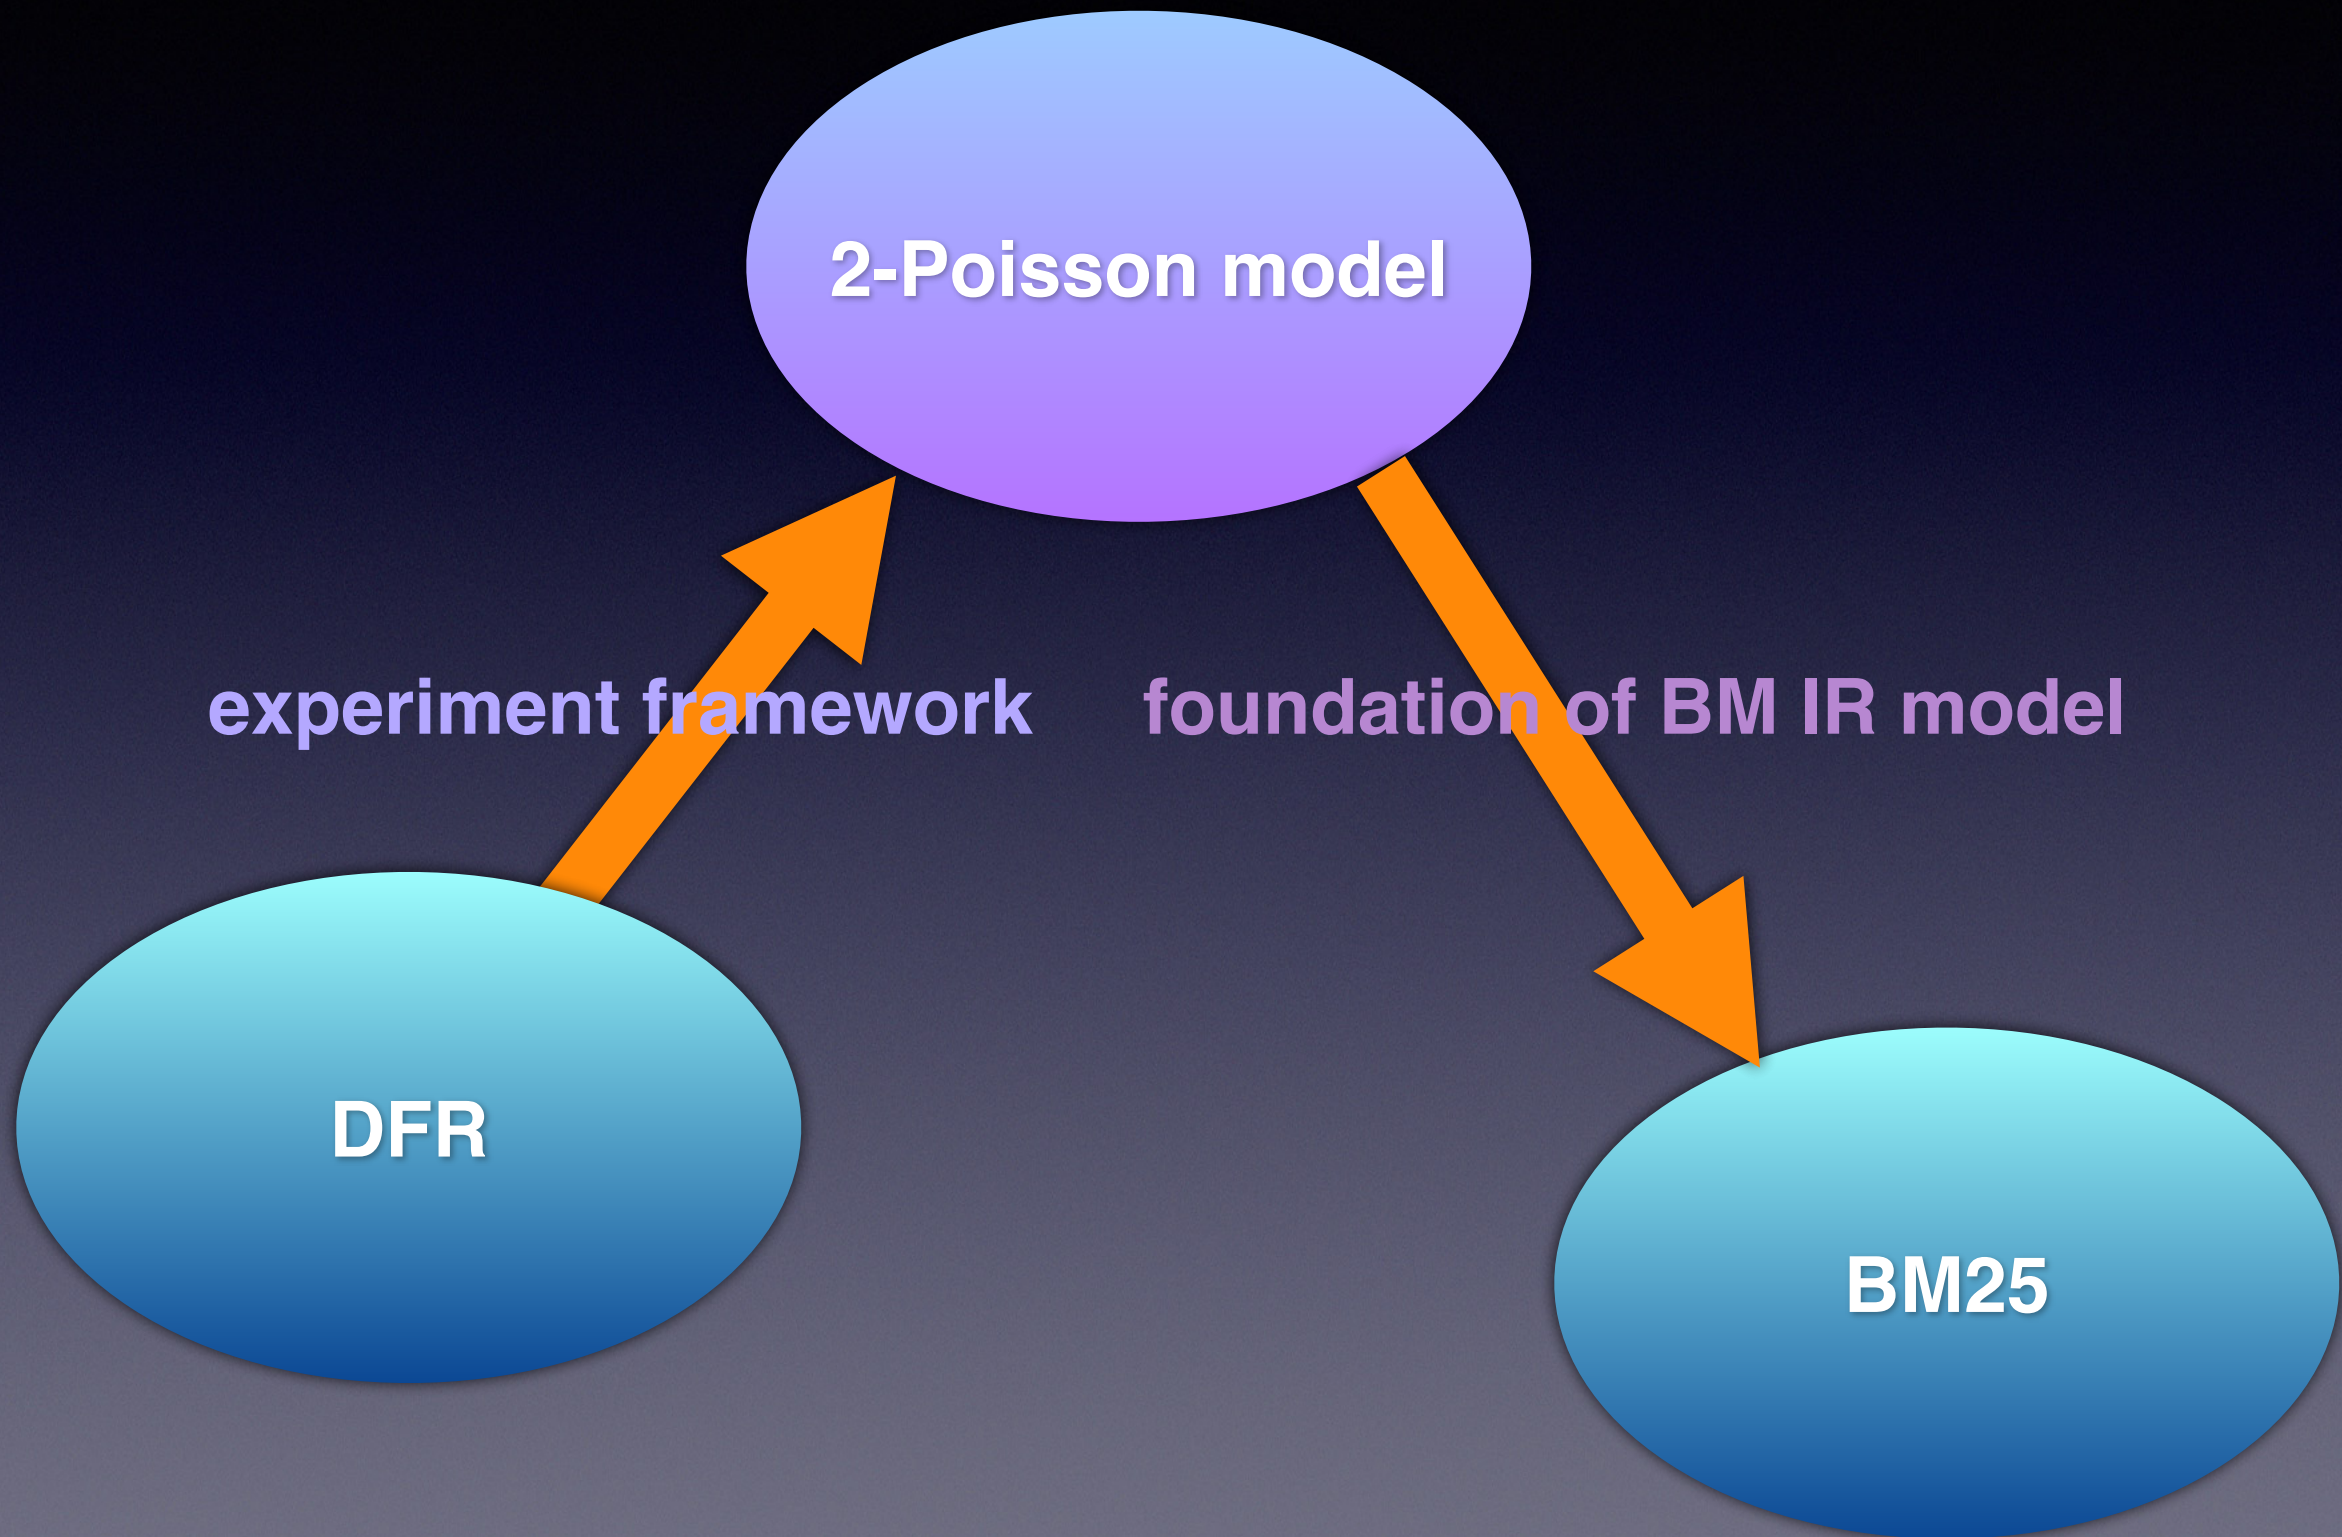 2-Poisson model
experiment framework
foundation of BM IR model
DFR
BM25